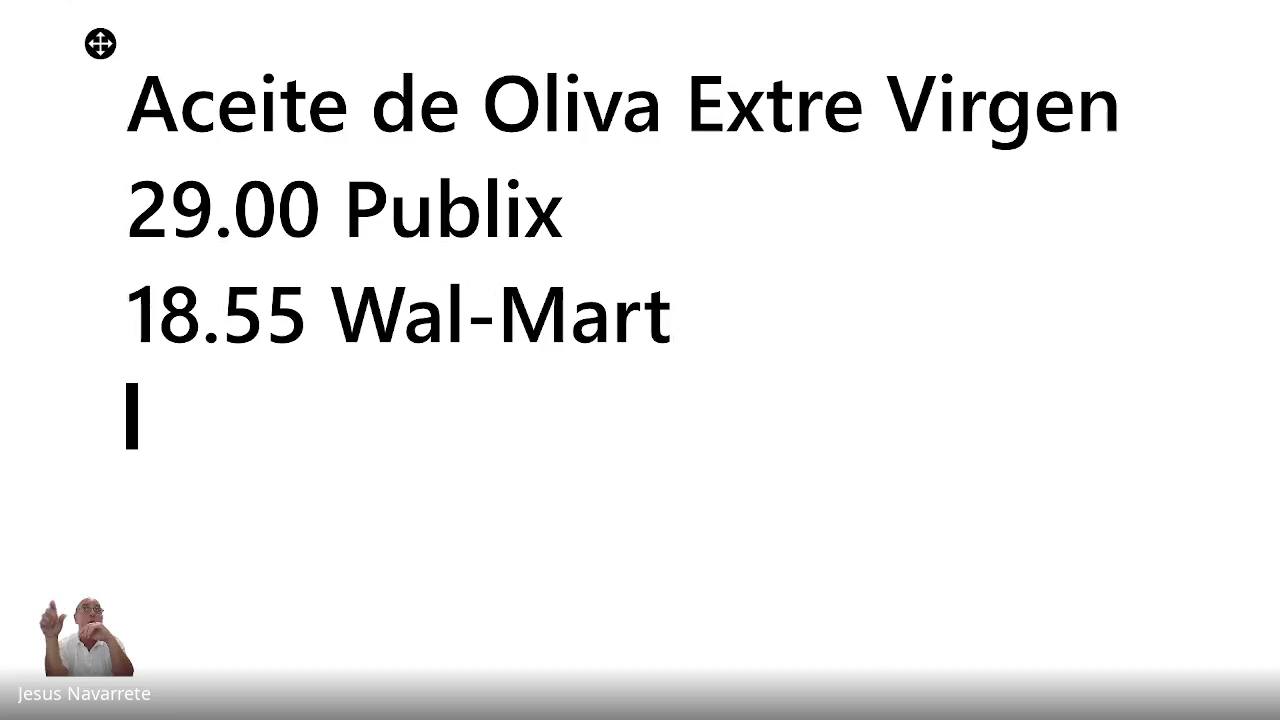 Aceite de Oliva Extre Virgen
29.00 Publix
18.55 Wal-Mart
Jesus Navarrete